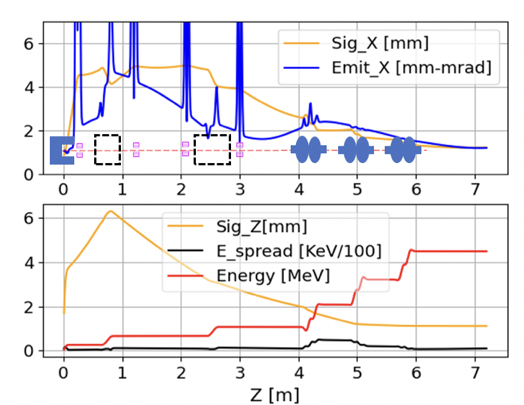 6
4
2
0
Sig_X [mm]
Emit_X [mm-mrad]
0 1 2 3 4 5 6 7
6
4
2
0
Sig_Z[mm]
E_spread [KeV/100]
Energy [MeV]
0 1 2 3 4 5 6 7
Z [m]